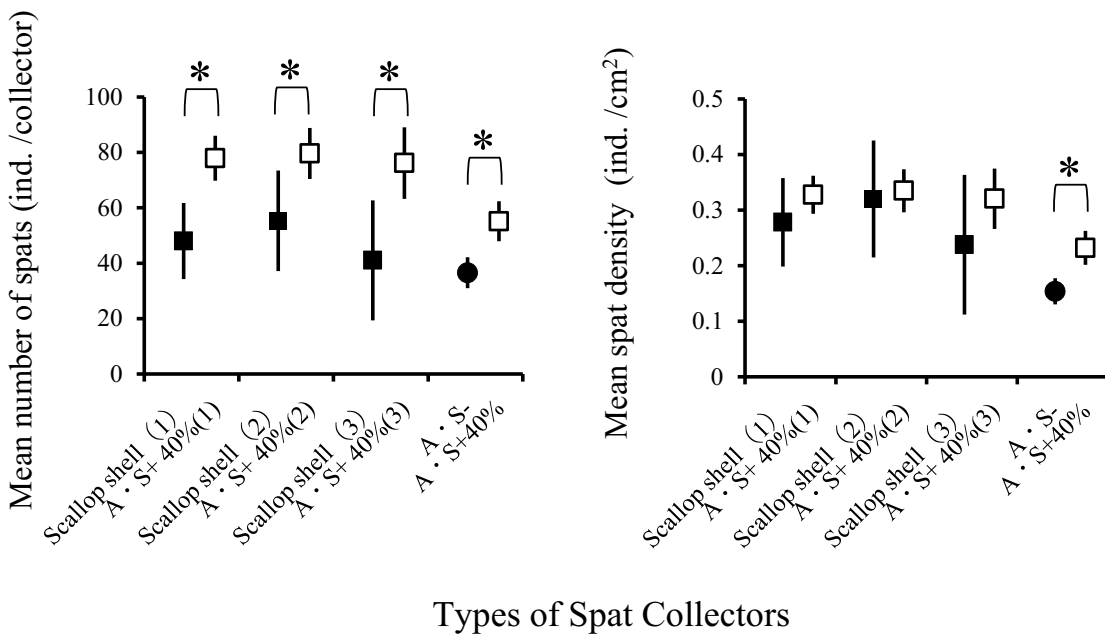 Mean number of spats (ind. /collector)
100
80
60
40
20
0
*
*
*
*
Scallop shell（1）
A・S+ 40%(1)
Scallop shell（2）
A・S+ 40%(2)
Scallop shell（3）
A・S+ 40%(3)
A・S-
A・S+40%
Mean spat density (ind. /cm²)
0.5
0.4
0.3
0.2
0.1
0
*
Scallop shell（1）
A・S+ 40%(1)
Scallop shell（2）
A・S+ 40%(2)
Scallop shell（3）
A・S+ 40%(3)
A・S-
A・S+40%
Types of Spat Collectors